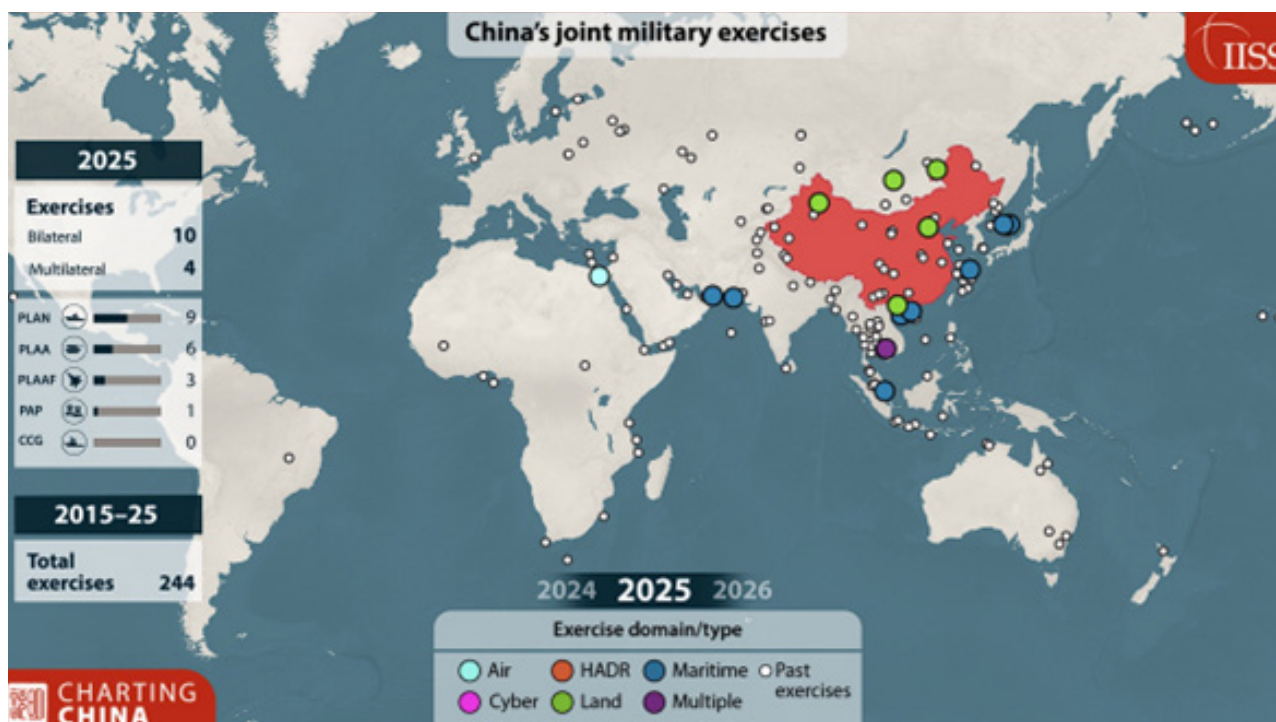 China's joint military exercises
IISS
2025
Exercises
Bilateral 10
Multilateral 4
PLAN 9
PLAA 6
PLAAF 3
PAP 1
CCG 0
2015–25
Total
exercises 244
2024 2025 2026
Exercise domain/type
Air HADR Maritime Past
exercises
Cyber Land Multiple
CHARTING
CHINA